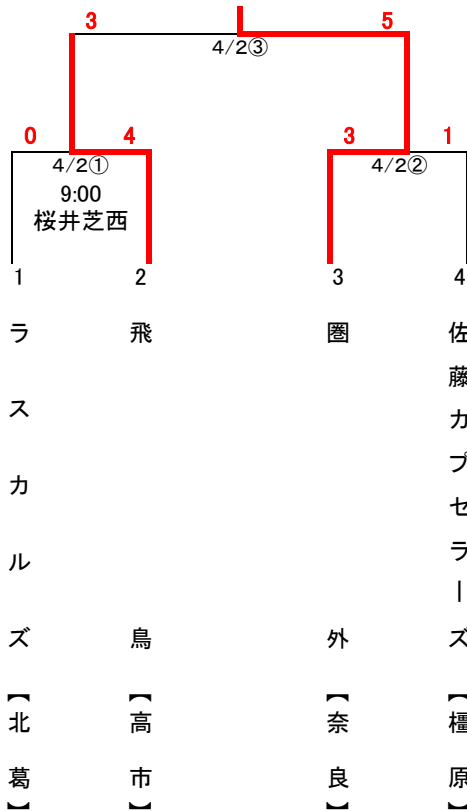 3 5
4/2③
0 4 3 1
4/2① 4/2②
9:00
桜井芝西
1 2 3 4
ラスカルズ【北葛】
飛鳥【高市】
圏外【奈良】
佐藤カプセラーズ【橿原】